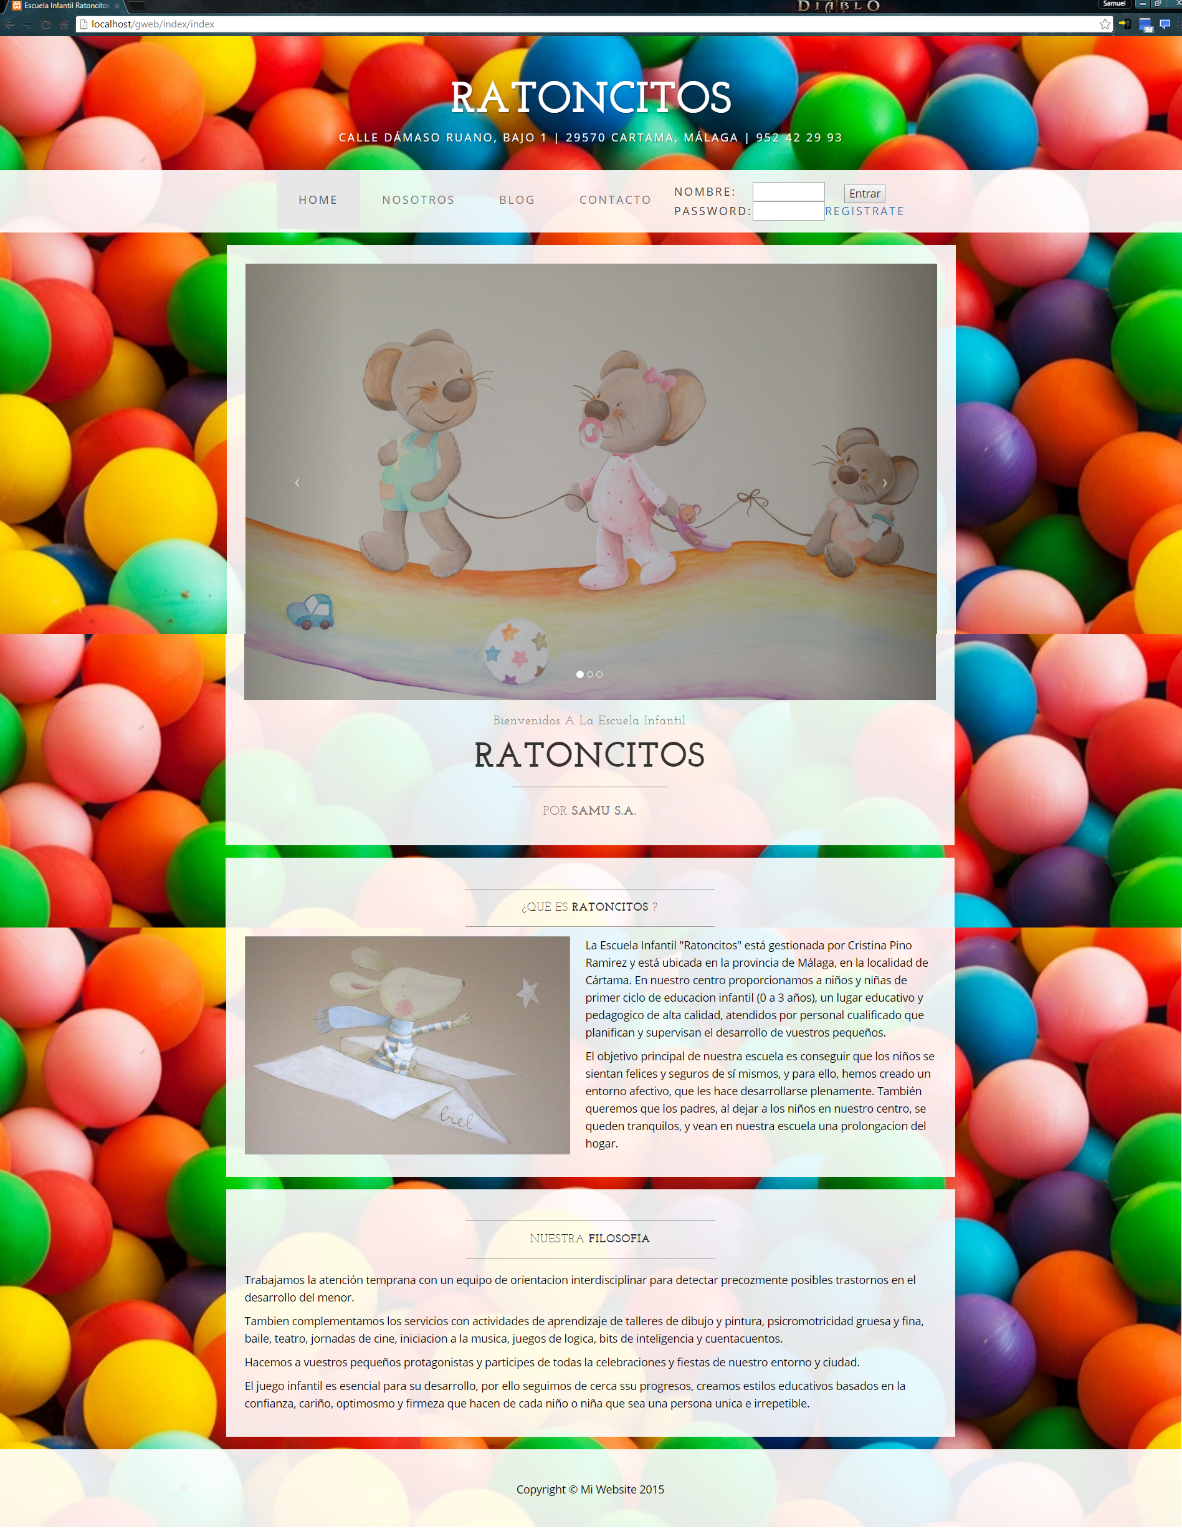 Escuela Infantil Ratoncitos
DIABLO
Samuel
localhost/gweb/index/index
RATONCITOS
CALLE DÁMASO RUANO, BAJO 1 | 29570 CARTAMA, MÁLAGA | 952 42 29 93
HOME NOSOTROS BLOG CONTACTO NOMBRE: Entrar
PASSWORD: REGISTRATE
Bienvenidos A La Escuela Infantil
RATONCITOS
POR SAMU S.A.
¿QUÉ ES RATONCITOS ?
La Escuela Infantil "Ratoncitos" está gestionada por Cristina Pino
Ramirez y está ubicada en la provincia de Málaga, en la localidad de
Cártama. En nuestro centro proporcionamos a niños y niñas de
primer ciclo de educacion infantil (0 a 3 años), un lugar educativo y
pedagogico de alta calidad, atendidos por personal cualificado que
planifican y supervisan el desarrollo de vuestros pequeños.
El objetivo principal de nuestra escuela es conseguir que los niños se
sientan felices y seguros de sí mismos, y para ello, hemos creado un
entorno afectivo, que les hace desarrollarse plenamente. También
queremos que los padres, al dejar a los niños en nuestro centro, se
queden tranquilos, y vean en nuestra escuela una prolongacion del
hogar.
biel
NUESTRA FILOSOFIA
Trabajamos la atención temprana con un equipo de orientacion interdisciplinar para detectar precozmente posibles trastornos en el
desarrollo del menor.
Tambien complementamos los servicios con actividades de aprendizaje de talleres de dibujo y pintura, psicromotricidad gruesa y fina,
baile, teatro, jornadas de cine, iniciacion a la musica, juegos de logica, bits de inteligencia y cuentacuentos.
Hacemos a vuestros pequeños protagonistas y participes de todas la celebraciones y fiestas de nuestro entorno y ciudad.
El juego infantil es esencial para su desarrollo, por ello seguimos de cerca ssu progresos, creamos estilos educativos basados en la
confianza, cariño, optimosmo y firmeza que hacen de cada niño o niña que sea una persona unica e irrepetible.
Copyright © Mi Website 2015